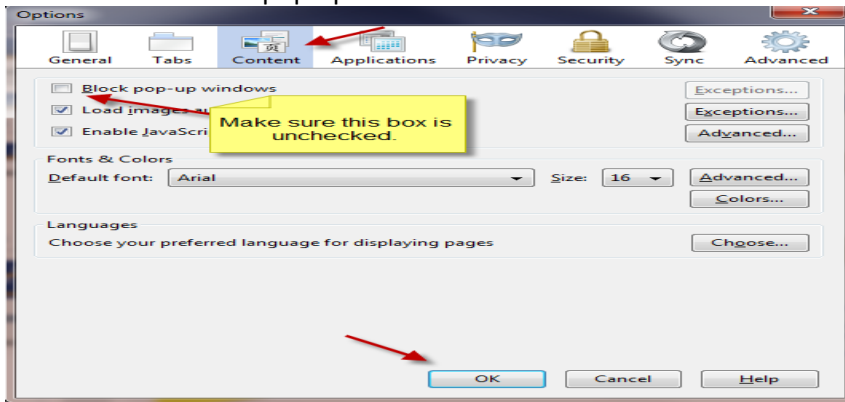 Options
General Tabs Content Applications Privacy Security Sync Advanced
Block pop-up windows Exceptions...
Load images au Exceptions...
Enable JavaScri Advanced...
Make sure this box is
unchecked.
Fonts & Colors
Default font: Arial Size: 16 Advanced...
Colors...
Languages
Choose your preferred language for displaying pages Choose...
OK Cancel Help